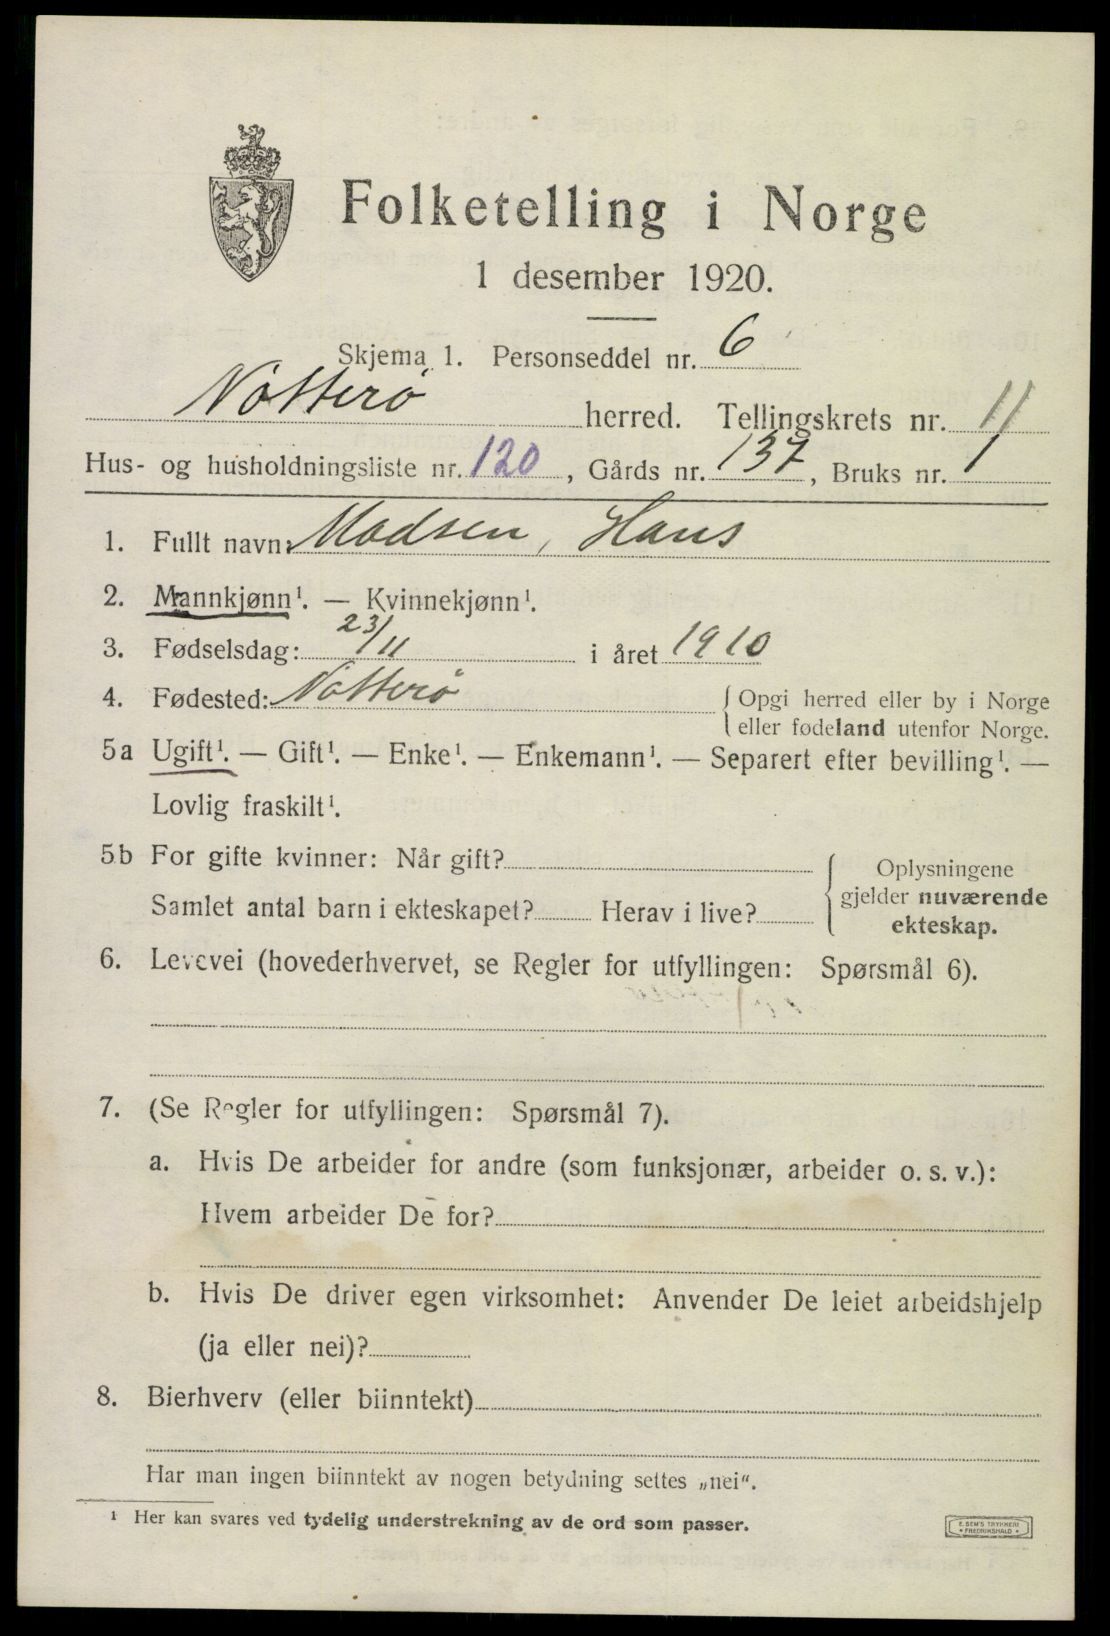 Folketelling i Norge
1 desember 1920.
Skjema 1. Personseddel nr. 6
Nøtterø herred. Tellingskrets nr. 11
Hus- og husholdningsliste nr. 120, Gårds nr. 137, Bruks nr. 1
1. Fullt navn: Madsen, Hans
2. Mannkjønn¹. — Kvinnekjønn¹.
3. Fødselsdag: 23/11 i året 1910
4. Fødested: Nøtterø { Opgi herred eller by i Norge
eller fødeland utenfor Norge.
5a Ugift¹. — Gift¹. — Enke¹. — Enkemann¹. — Separert efter bevilling¹. —
Lovlig fraskilt¹.
5b For gifte kvinner: Når gift?
Samlet antal barn i ekteskapet? Herav i live?
{ Oplysningene
gjelder nuværende
ekteskap.
6. Levevei (hovederhvervet, se Regler for utfyllingen: Spørsmål 6).
7. (Se Regler for utfyllingen: Spørsmål 7).
a. Hvis De arbeider for andre (som funksjonær, arbeider o. s. v.):
Hvem arbeider De for?
b. Hvis De driver egen virksomhet: Anvender De leiet arbeidshjelp
(ja eller nei)?
8. Bierhverv (eller biinntekt)
Har man ingen biinntekt av nogen betydning settes „nei“.
¹ Her kan svares ved tydelig understrekning av de ord som passer.
E. SEM'S TRYKKERI
FREDRIKSHALD